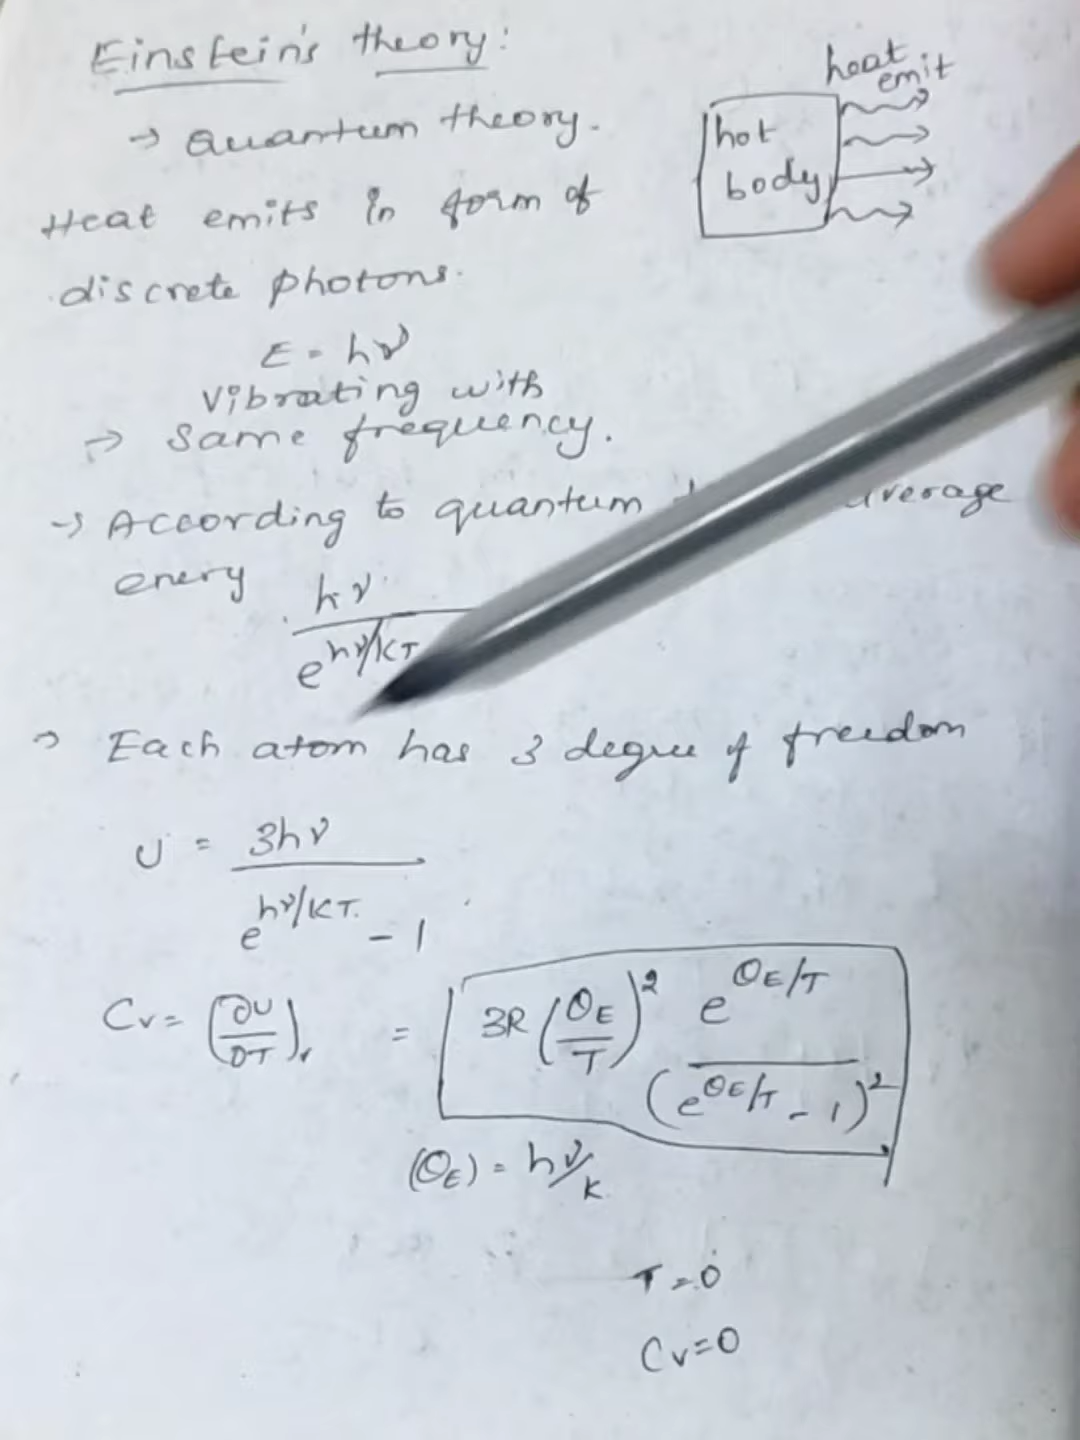 Einstein's theory:
→ Quantum theory.
heat emit
hot body
Heat emits in form of
discrete photons.
E = hν
Vibrating with
→ Same frequency.
→ According to quantum average
enery
hν
e^hν/KT
→ Each atom has 3 degree of freedom
U = 3hν
e^hν/KT - 1
Cv = (∂U/∂T)v = 3R (θE/T)² e^θE/T / (e^θE/T - 1)²
(θE) = hν/K
T = 0
Cv = 0